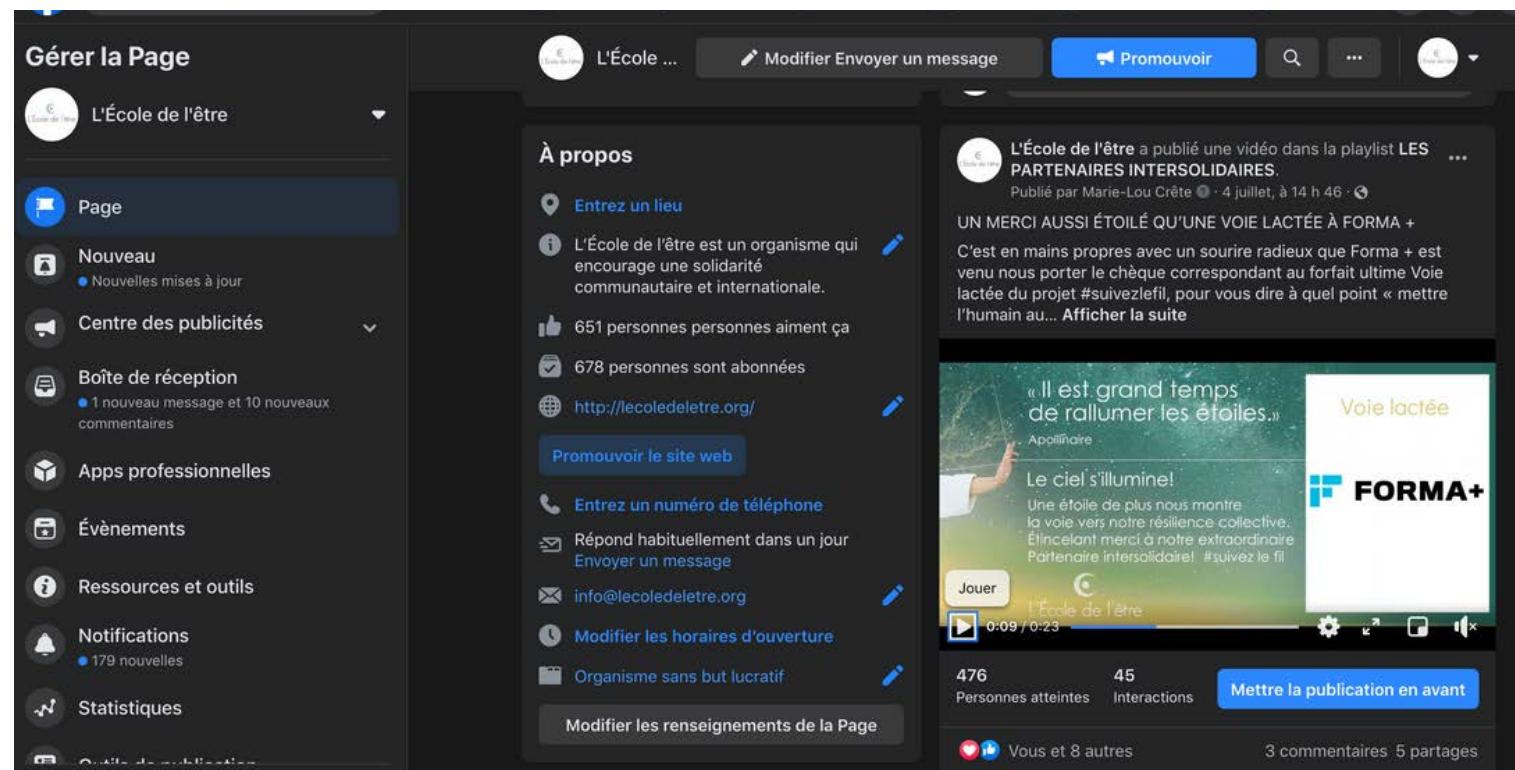 Gérer la Page
L'École de l'être
Page
Nouveau
Nouvelles mises à jour
Centre des publicités
Boîte de réception
1 nouveau message et 10 nouveaux
commentaires
Apps professionnelles
Évènements
Ressources et outils
Notifications
179 nouvelles
Statistiques
L'École ...
Modifier Envoyer un message
Promouvoir
À propos
Entrez un lieu
L'École de l'être est un organisme qui
encourage une solidarité
communautaire et internationale.
651 personnes personnes aiment ça
678 personnes sont abonnées
http://lecoledeletre.org/
Promouvoir le site web
Entrez un numéro de téléphone
Répond habituellement dans un jour
Envoyer un message
info@lecoledeletre.org
Modifier les horaires d'ouverture
Organisme sans but lucratif
Modifier les renseignements de la Page
L'École de l'être a publié une vidéo dans la playlist LES
PARTENAIRES INTERSOLIDAIRES.
Publié par Marie-Lou Crête · 4 juillet, à 14 h 46 ·
UN MERCI AUSSI ÉTOILÉ QU'UNE VOIE LACTÉE À FORMA +
C'est en mains propres avec un sourire radieux que Forma + est
venu nous porter le chèque correspondant au forfait ultime Voie
lactée du projet #suivezlefil, pour vous dire à quel point « mettre
l'humain au... Afficher la suite
« Il est grand temps
de rallumer les étoiles.»
Apollinaire
Le ciel s'illumine!
Une étoile de plus nous montre
la voie vers notre résilience collective.
Étincelant merci à notre extraordinaire
Partenaire intersolidaire! #suivez le fil
L'École de l'être
Voie lactée
FORMA+
Jouer
0:09 / 0:23
476
Personnes atteintes
45
Interactions
Mettre la publication en avant
Vous et 8 autres
3 commentaires 5 partages